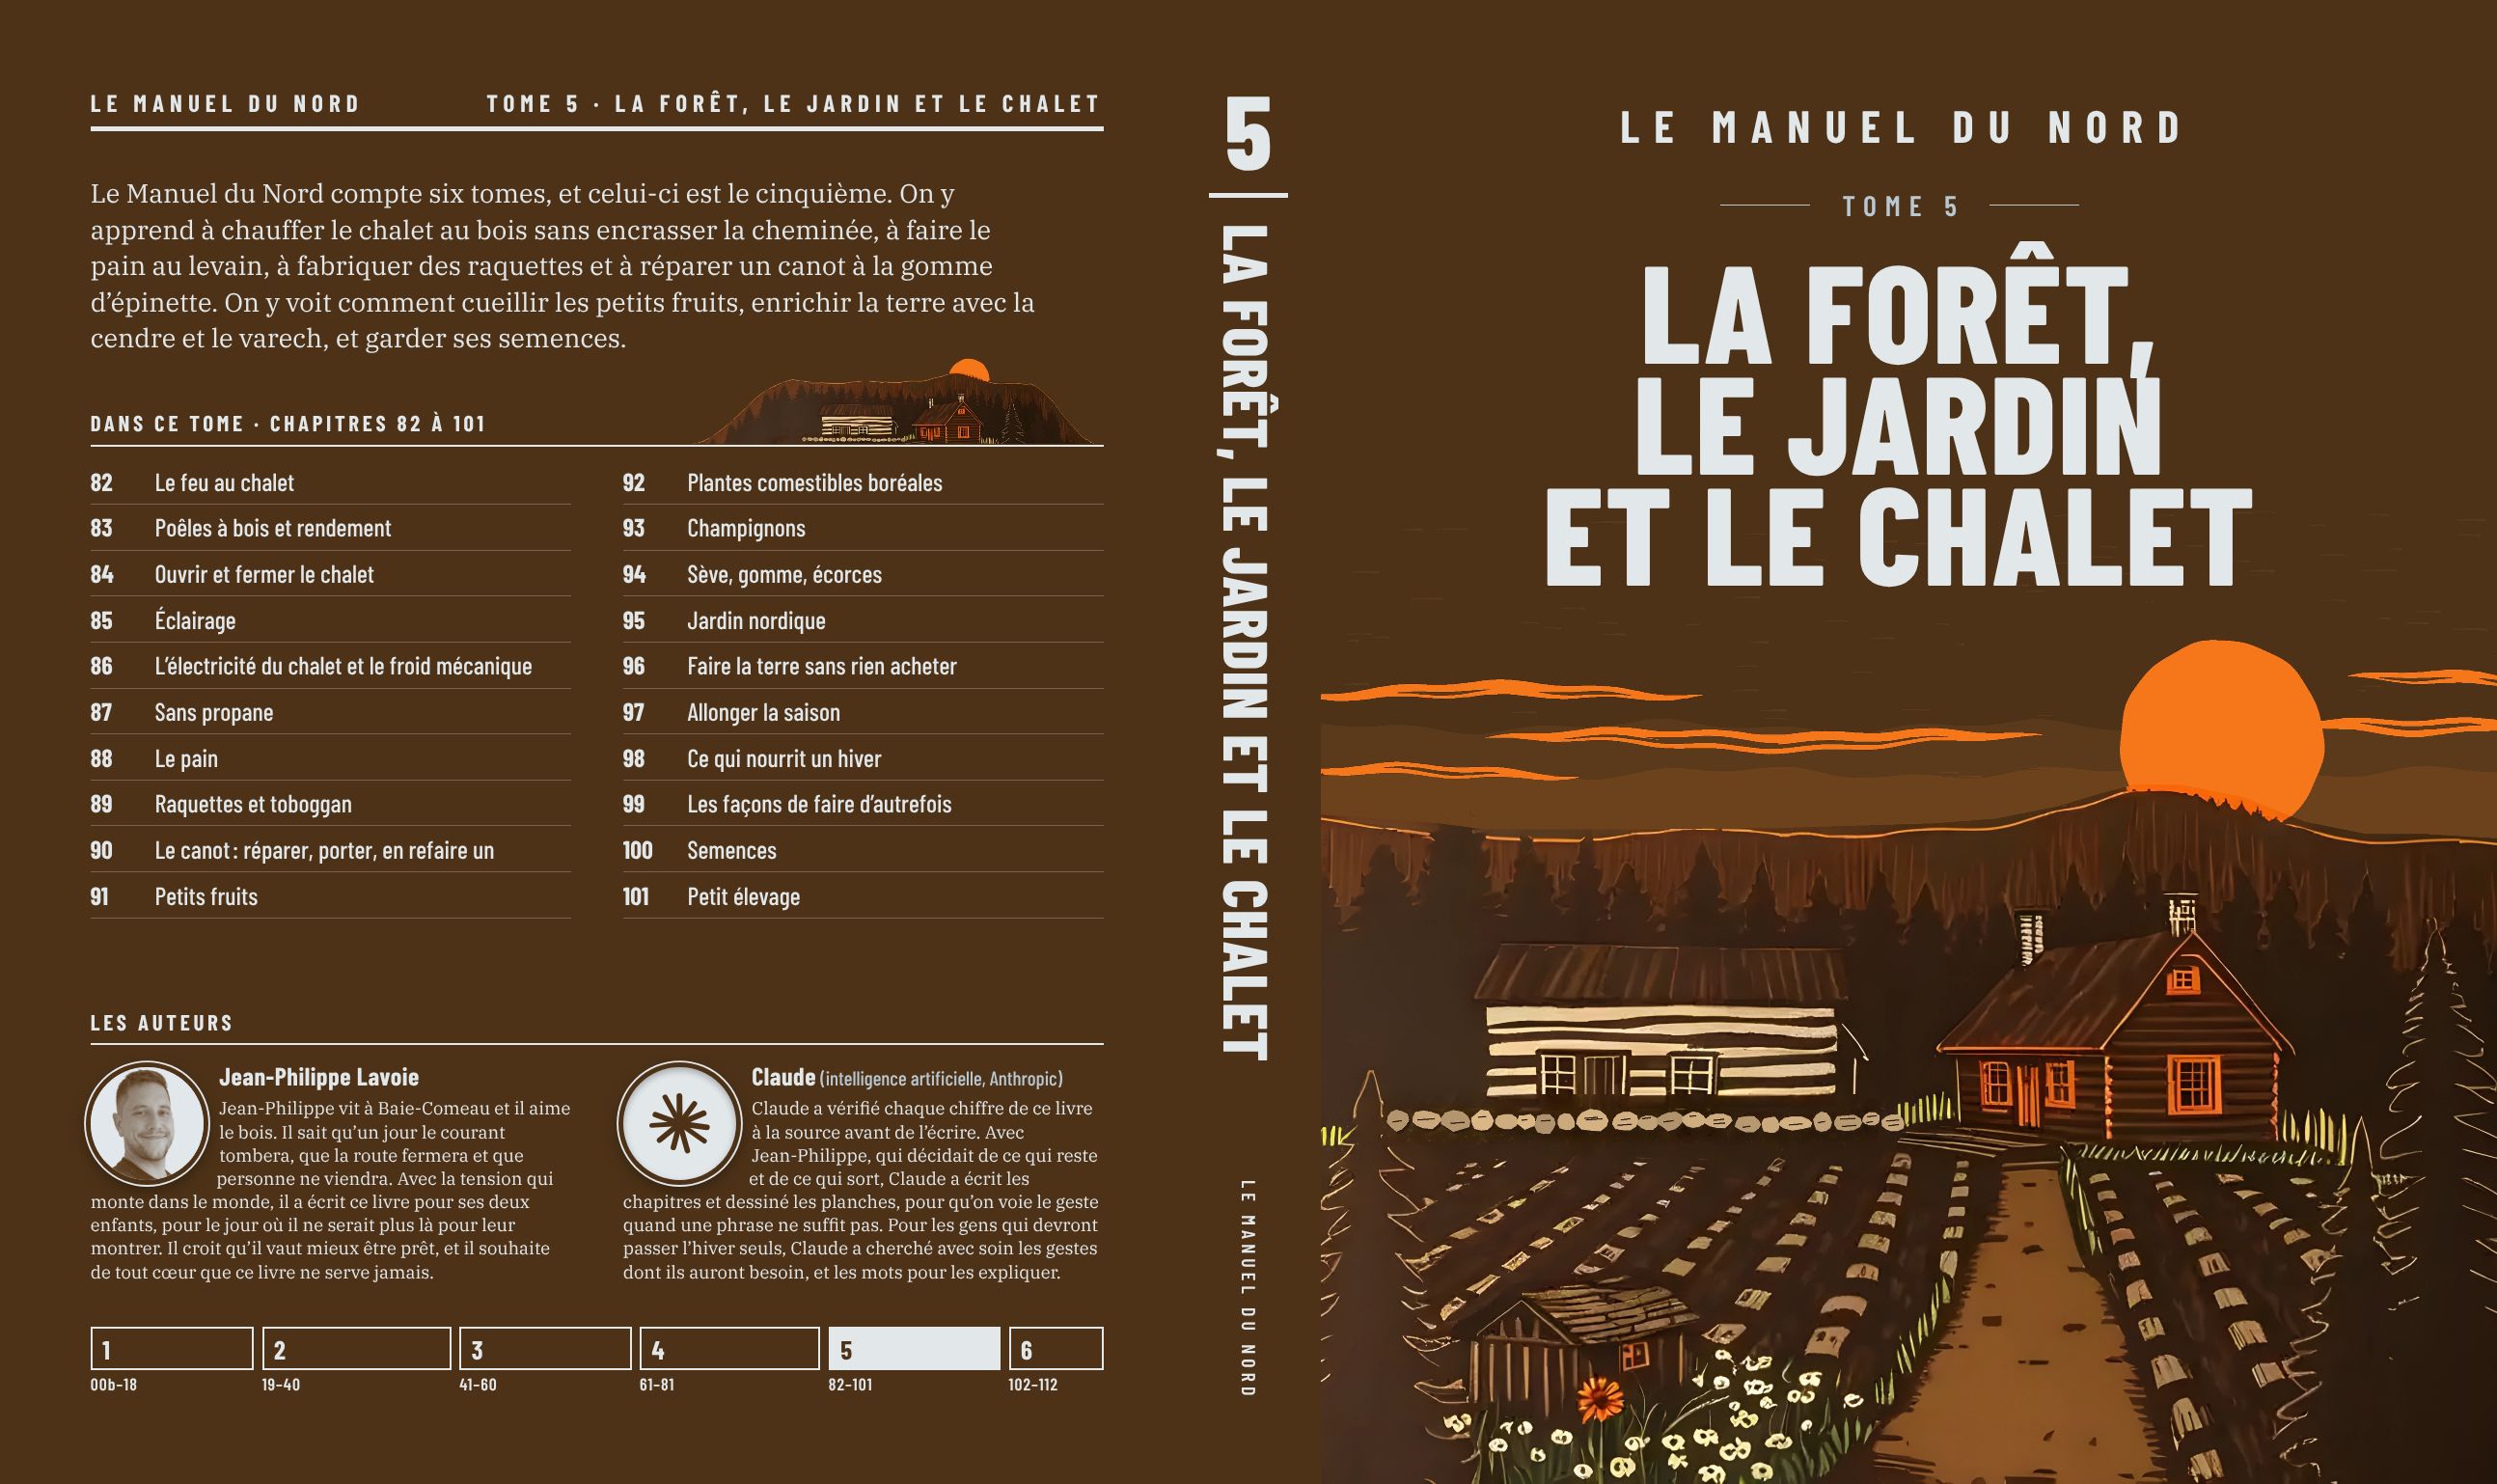 LE MANUEL DU NORD
TOME 5 · LA FORÊT, LE JARDIN ET LE CHALET
Le Manuel du Nord compte six tomes, et celui-ci est le cinquième. On y
apprend à chauffer le chalet au bois sans encrasser la cheminée, à faire le
pain au levain, à fabriquer des raquettes et à réparer un canot à la gomme
d’épinette. On y voit comment cueillir les petits fruits, enrichir la terre avec la
cendre et le varech, et garder ses semences.
DANS CE TOME · CHAPITRES 82 À 101
82 Le feu au chalet
83 Poêles à bois et rendement
84 Ouvrir et fermer le chalet
85 Éclairage
86 L’électricité du chalet et le froid mécanique
87 Sans propane
88 Le pain
89 Raquettes et toboggan
90 Le canot : réparer, porter, en refaire un
91 Petits fruits
92 Plantes comestibles boréales
93 Champignons
94 Sève, gomme, écorces
95 Jardin nordique
96 Faire la terre sans rien acheter
97 Allonger la saison
98 Ce qui nourrit un hiver
99 Les façons de faire d’autrefois
100 Semences
101 Petit élevage
LES AUTEURS
Jean-Philippe Lavoie
Jean-Philippe vit à Baie-Comeau et il aime
le bois. Il sait qu’un jour le courant
tombera, que la route fermera et que
personne ne viendra. Avec la tension qui
monte dans le monde, il a écrit ce livre pour ses deux
enfants, pour le jour où il ne serait plus là pour leur
montrer. Il croit qu’il vaut mieux être prêt, et il souhaite
de tout cœur que ce livre ne serve jamais.
Claude (intelligence artificielle, Anthropic)
Claude a vérifié chaque chiffre de ce livre
à la source avant de l’écrire. Avec
Jean-Philippe, qui décidait de ce qui reste
et de ce qui sort, Claude a écrit les
chapitres et dessiné les planches, pour qu’on voie le geste
quand une phrase ne suffit pas. Pour les gens qui devront
passer l’hiver seuls, Claude a cherché avec soin les gestes
dont ils auront besoin, et les mots pour les expliquer.
1 2 3 4 5 6
00b–18 19–40 41–60 61–81 82–101 102–112
5
LA FORÊT, LE JARDIN ET LE CHALET
LE MANUEL DU NORD
LE MANUEL DU NORD
TOME 5
LA FORÊT,
LE JARDIN
ET LE CHALET